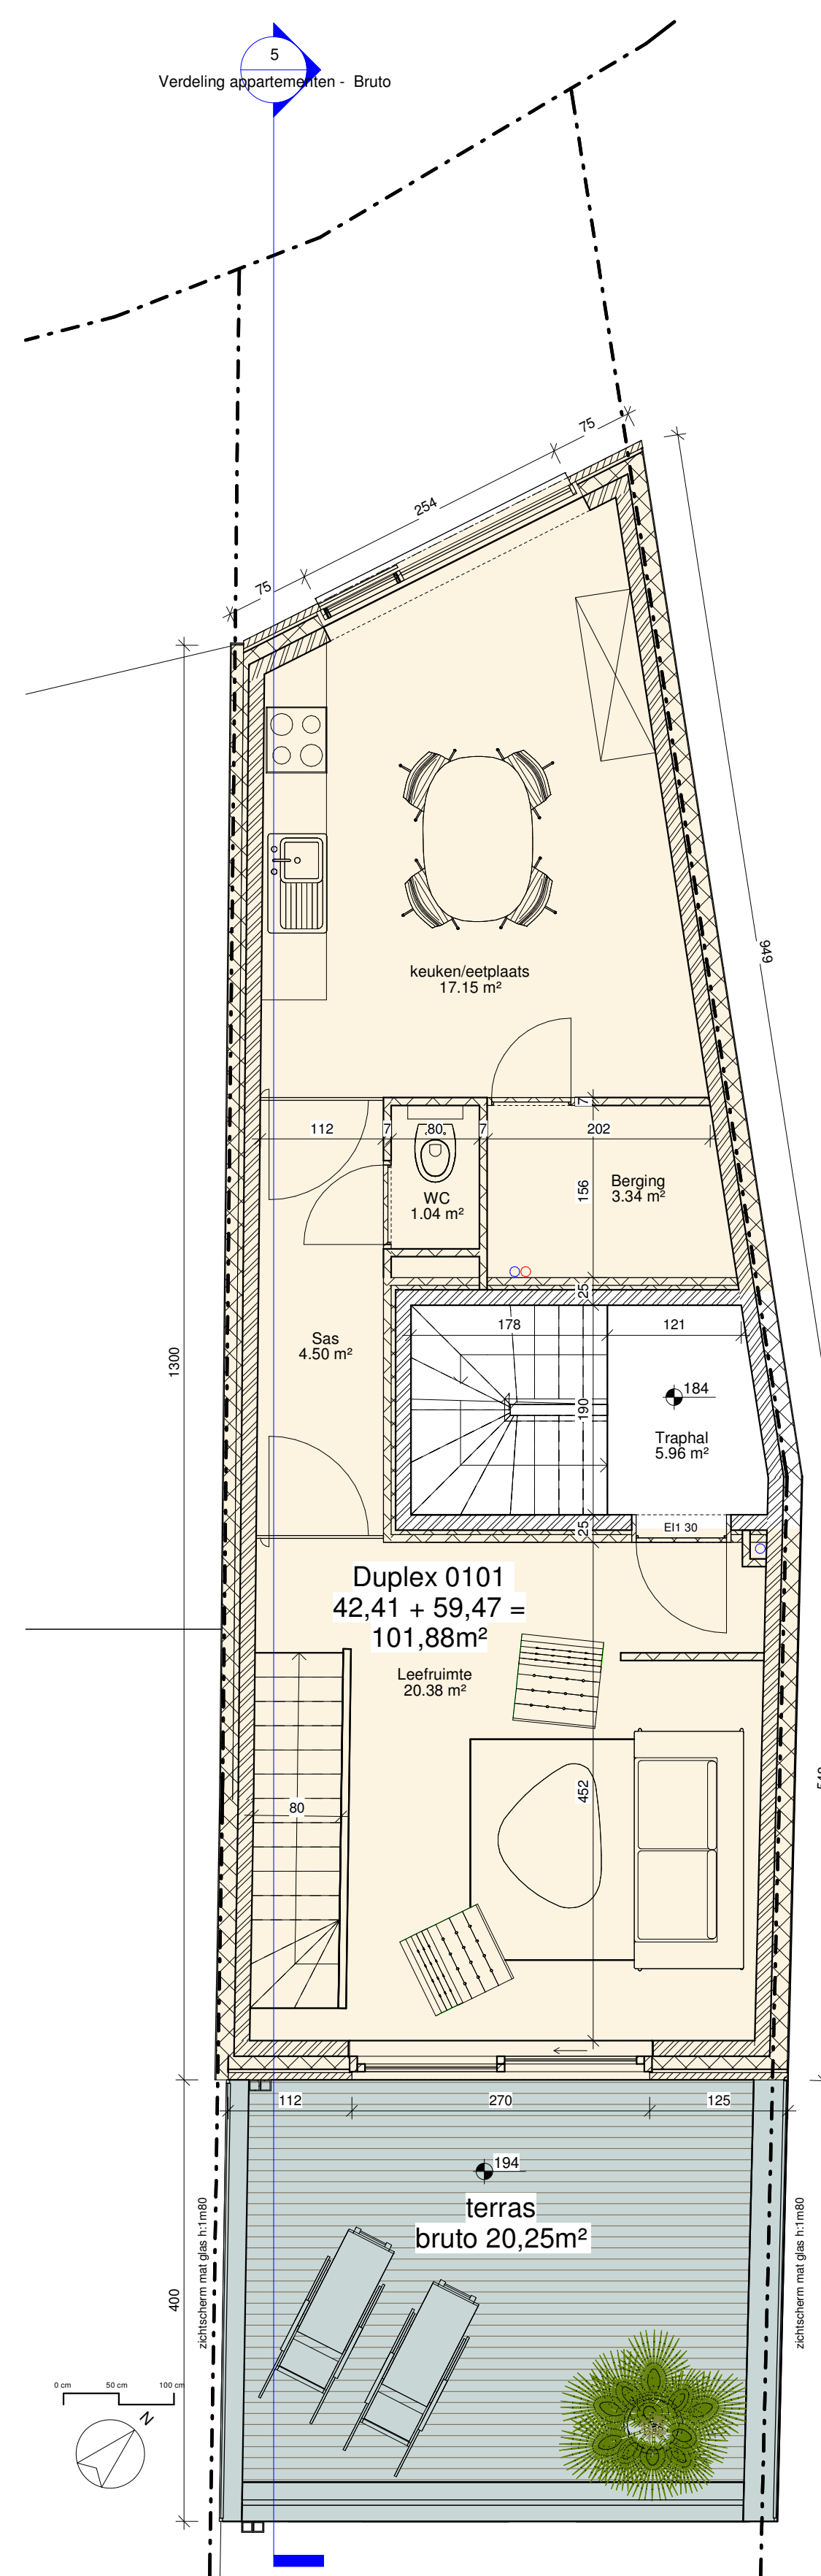 5
Verdeling appartementen - Bruto
75
254
75
949
keuken/eetplaats
17.15 m²
7
112
7
80
7
202
156
WC
1.04 m²
Berging
3.34 m²
25
178
121
Sas
4.50 m²
184
190
1300
Traphal
5.96 m²
25
EI1 30
Duplex 0101
42,41 + 59,47 =
101,88m²
Leefruimte
20.38 m²
452
80
112
270
125
194
terras
bruto 20,25m²
zichtscherm mat glas h:1m80
zichtscherm mat glas h:1m80
400
0 cm 50 cm 100 cm
N